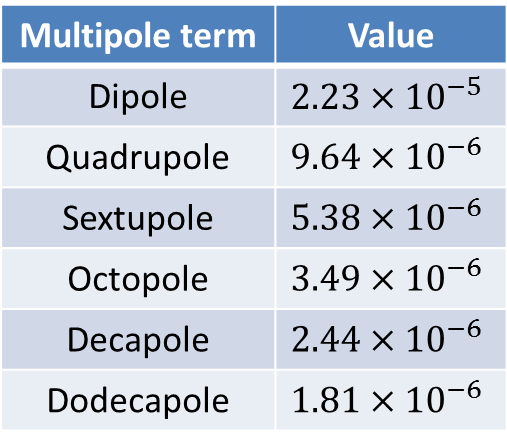 Multipole term Value
Dipole 2.23 × 10⁻⁵
Quadrupole 9.64 × 10⁻⁶
Sextupole 5.38 × 10⁻⁶
Octopole 3.49 × 10⁻⁶
Decapole 2.44 × 10⁻⁶
Dodecapole 1.81 × 10⁻⁶